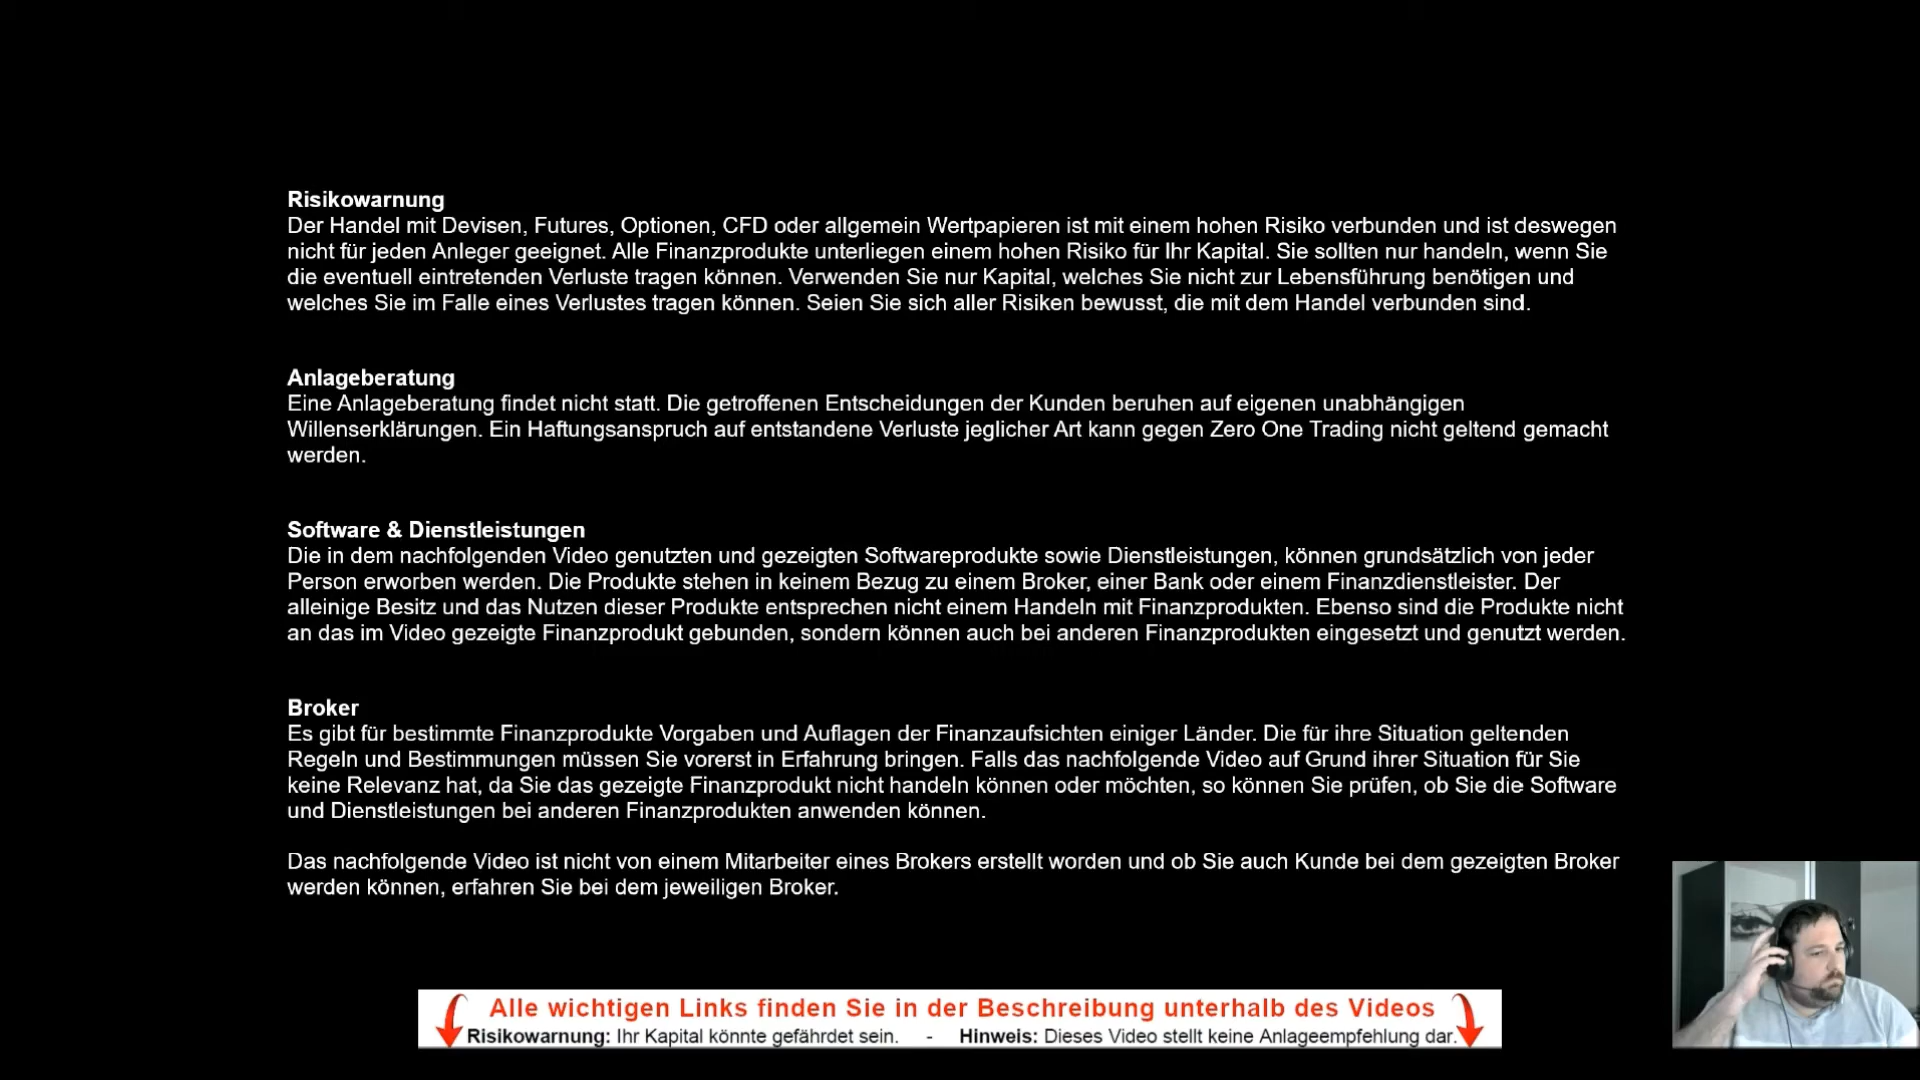 Risikowarnung
Der Handel mit Devisen, Futures, Optionen, CFD oder allgemein Wertpapieren ist mit einem hohen Risiko verbunden und ist deswegen
nicht für jeden Anleger geeignet. Alle Finanzprodukte unterliegen einem hohen Risiko für Ihr Kapital. Sie sollten nur handeln, wenn Sie
die eventuell eintretenden Verluste tragen können. Verwenden Sie nur Kapital, welches Sie nicht zur Lebensführung benötigen und
welches Sie im Falle eines Verlustes tragen können. Seien Sie sich aller Risiken bewusst, die mit dem Handel verbunden sind.
Anlageberatung
Eine Anlageberatung findet nicht statt. Die getroffenen Entscheidungen der Kunden beruhen auf eigenen unabhängigen
Willenserklärungen. Ein Haftungsanspruch auf entstandene Verluste jeglicher Art kann gegen Zero One Trading nicht geltend gemacht
werden.
Software & Dienstleistungen
Die in dem nachfolgenden Video genutzten und gezeigten Softwareprodukte sowie Dienstleistungen, können grundsätzlich von jeder
Person erworben werden. Die Produkte stehen in keinem Bezug zu einem Broker, einer Bank oder einem Finanzdienstleister. Der
alleinige Besitz und das Nutzen dieser Produkte entsprechen nicht einem Handeln mit Finanzprodukten. Ebenso sind die Produkte nicht
an das im Video gezeigte Finanzprodukt gebunden, sondern können auch bei anderen Finanzprodukten eingesetzt und genutzt werden.
Broker
Es gibt für bestimmte Finanzprodukte Vorgaben und Auflagen der Finanzaufsichten einiger Länder. Die für ihre Situation geltenden
Regeln und Bestimmungen müssen Sie vorerst in Erfahrung bringen. Falls das nachfolgende Video auf Grund ihrer Situation für Sie
keine Relevanz hat, da Sie das gezeigte Finanzprodukt nicht handeln können oder möchten, so können Sie prüfen, ob Sie die Software
und Dienstleistungen bei anderen Finanzprodukten anwenden können.
Das nachfolgende Video ist nicht von einem Mitarbeiter eines Brokers erstellt worden und ob Sie auch Kunde bei dem gezeigten Broker
werden können, erfahren Sie bei dem jeweiligen Broker.
Alle wichtigen Links finden Sie in der Beschreibung unterhalb des Videos
Risikowarnung: Ihr Kapital könnte gefährdet sein. - Hinweis: Dieses Video stellt keine Anlageempfehlung dar.